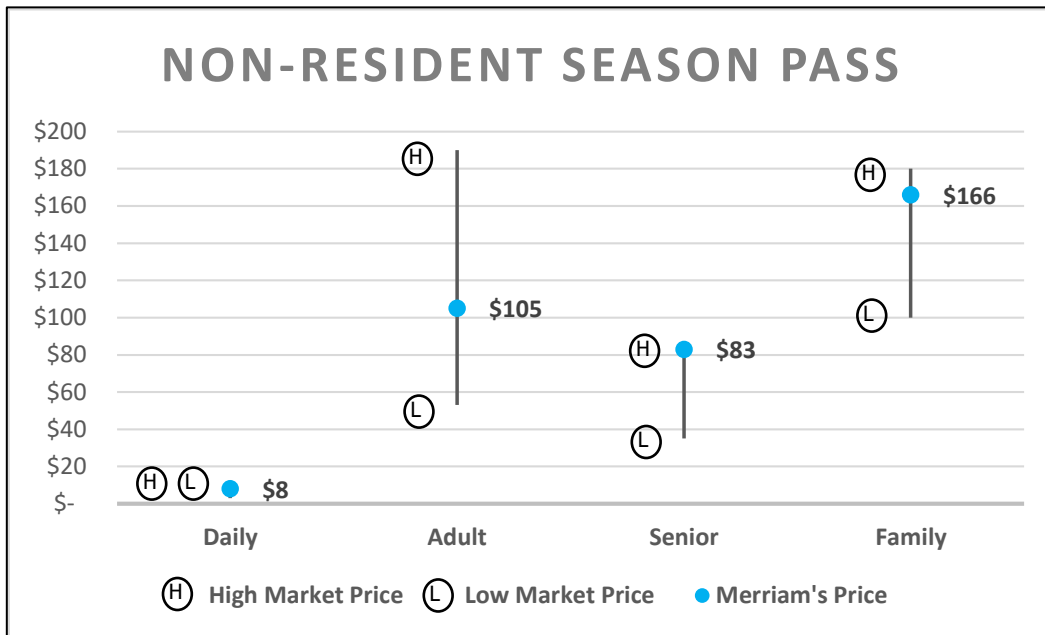 NON-RESIDENT SEASON PASS
$200
$180
$160
$140
$120
$100
$80
$60
$40
$20
$-
H
H
$166
$105
L
H
$83
L
L
H L
$8
Daily Adult Senior Family
H High Market Price L Low Market Price Merriam's Price